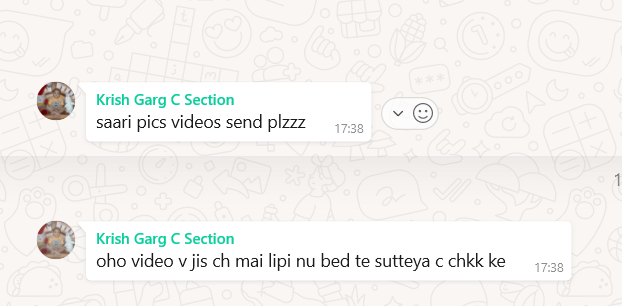 Krish Garg C Section
saari pics videos send plzzz
17:38
1
Krish Garg C Section
oho video v jis ch mai lipi nu bed te sutteya c chkk ke
17:38